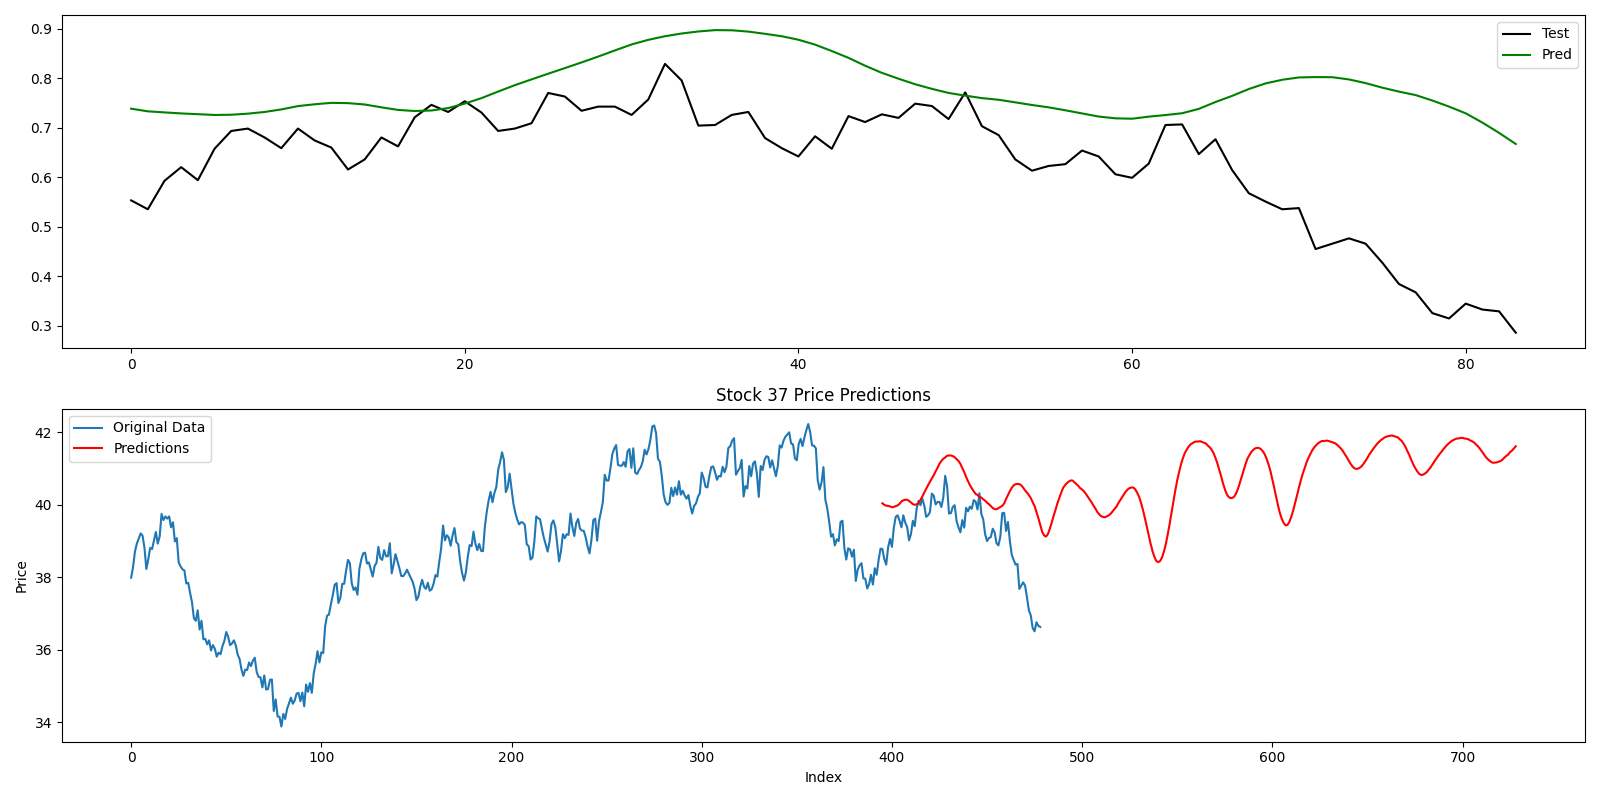 0.9
0.8
0.7
0.6
0.5
0.4
0.3
Test
Pred
0 20 40 60 80
Stock 37 Price Predictions
Original Data
Predictions
Price
42
40
38
36
34
0 100 200 300 400 500 600 700
Index